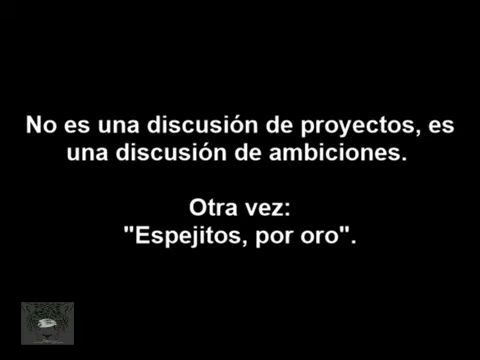 No es una discusión de proyectos, es
una discusión de ambiciones.
Otra vez:
"Espejitos, por oro".